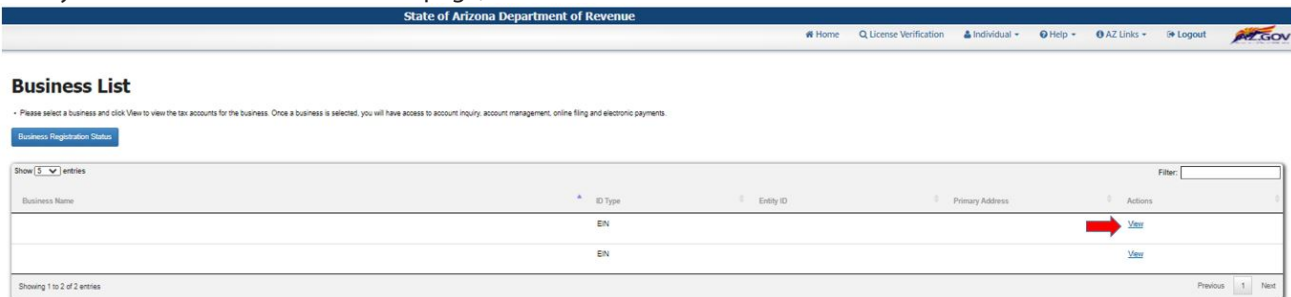 State of Arizona Department of Revenue
Home License Verification Individual Help AZ Links Logout AZ.GOV
Business List
Please select a business and click View to view the tax accounts for the business. Once a business is selected, you will have access to account inquiry, account management, online filing and electronic payments.
Business Registration Status
Show 5 entries Filter:
Business Name ID Type Entity ID Primary Address Actions
EIN View
EIN View
Showing 1 to 2 of 2 entries Previous 1 Next